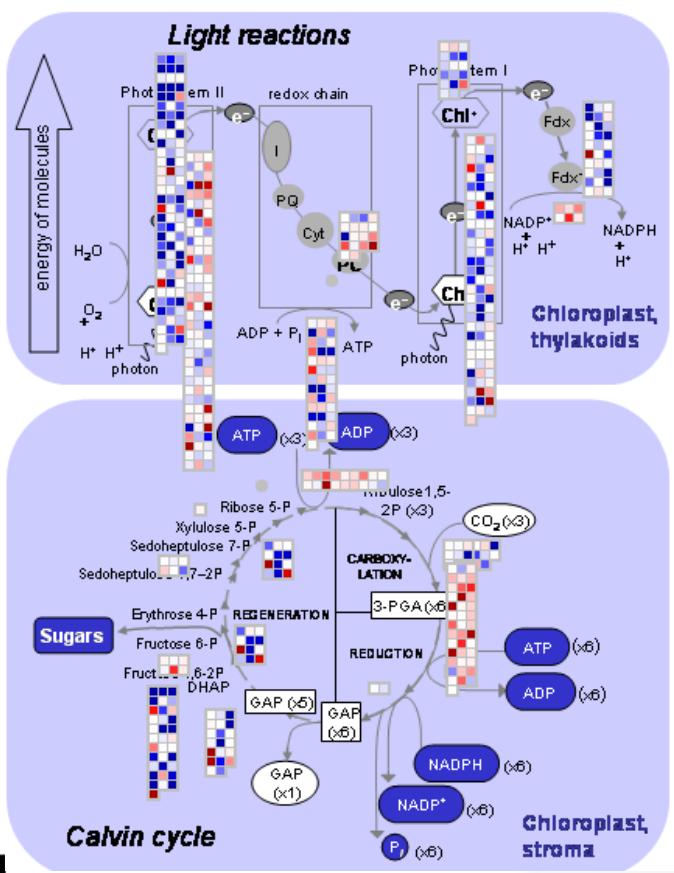 Light reactions
energy of molecules
e⁻
redox chain
I
PQ
Cyt
e⁻
Chl⁺
e⁻
Fdx
Fdx⁻
NADP⁺
+
H⁺ H⁺
NADPH
+
H⁺
H₂O
O₂
+
H⁺ H⁺
photon
ADP + Pᵢ
ATP
photon
Chloroplast,
thylakoids
ATP
(x3)
ADP
(x3)
Ribose 5-P
2P (x3)
Xylulose 5-P
Sedoheptulose 7-P
CO₂(x3)
CARBOXY-
LATION
Erythrose 4-P
REGENERATION
3-PGA(x6
Sugars
Fructose 6-P
REDUCTION
ATP
(x6)
DHAP
ADP
(x6)
GAP (x5)
GAP
(x6)
GAP
(x1)
NADPH
(x6)
NADP⁺
(x6)
Pᵢ
(x6)
Calvin cycle
Chloroplast,
stroma